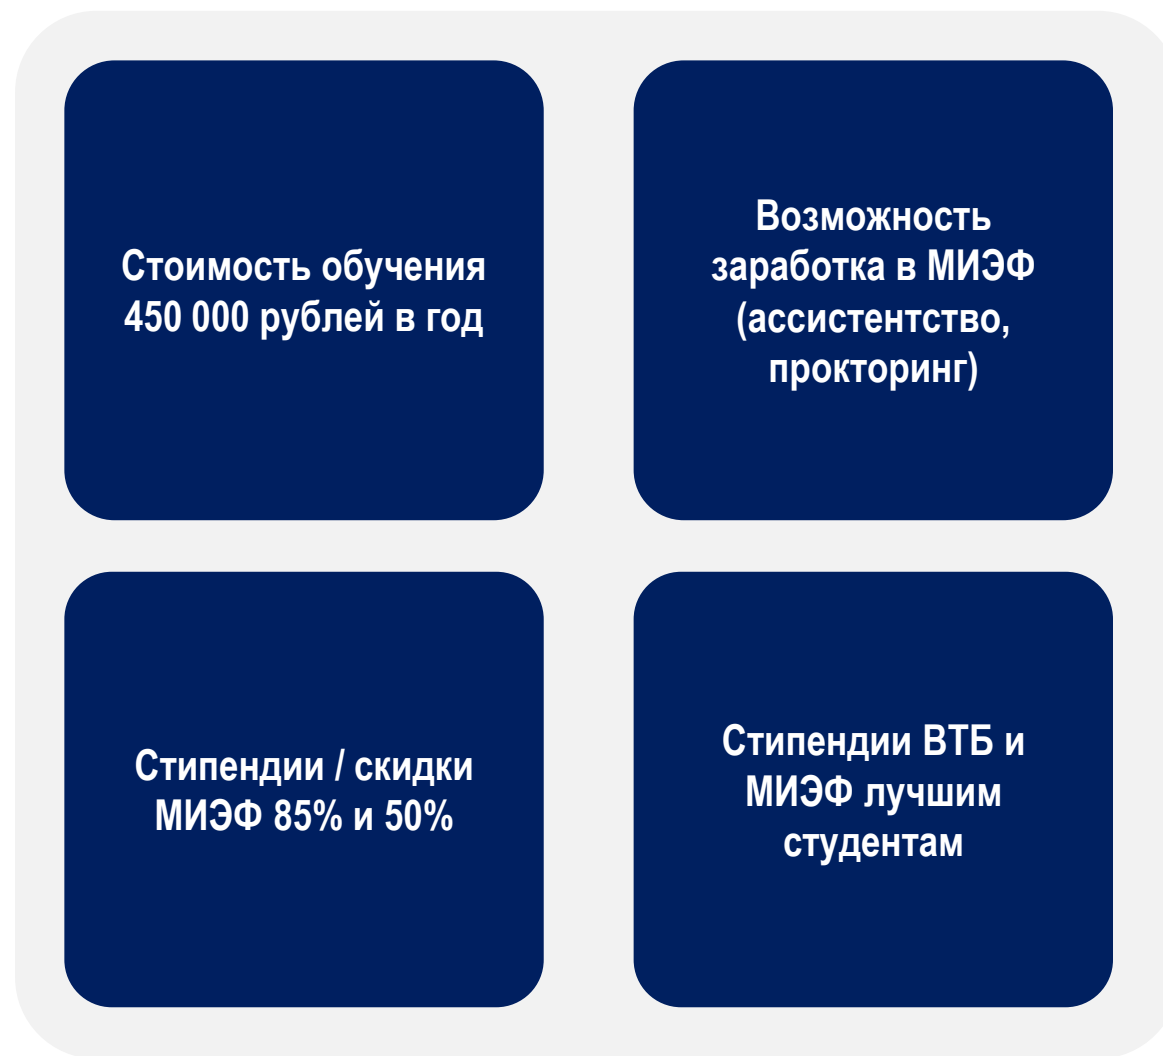 Стоимость обучения
450 000 рублей в год
Возможность
заработка в МИЭФ
(ассистентство,
прокторинг)
Стипендии / скидки
МИЭФ 85% и 50%
Стипендии ВТБ и
МИЭФ лучшим
студентам